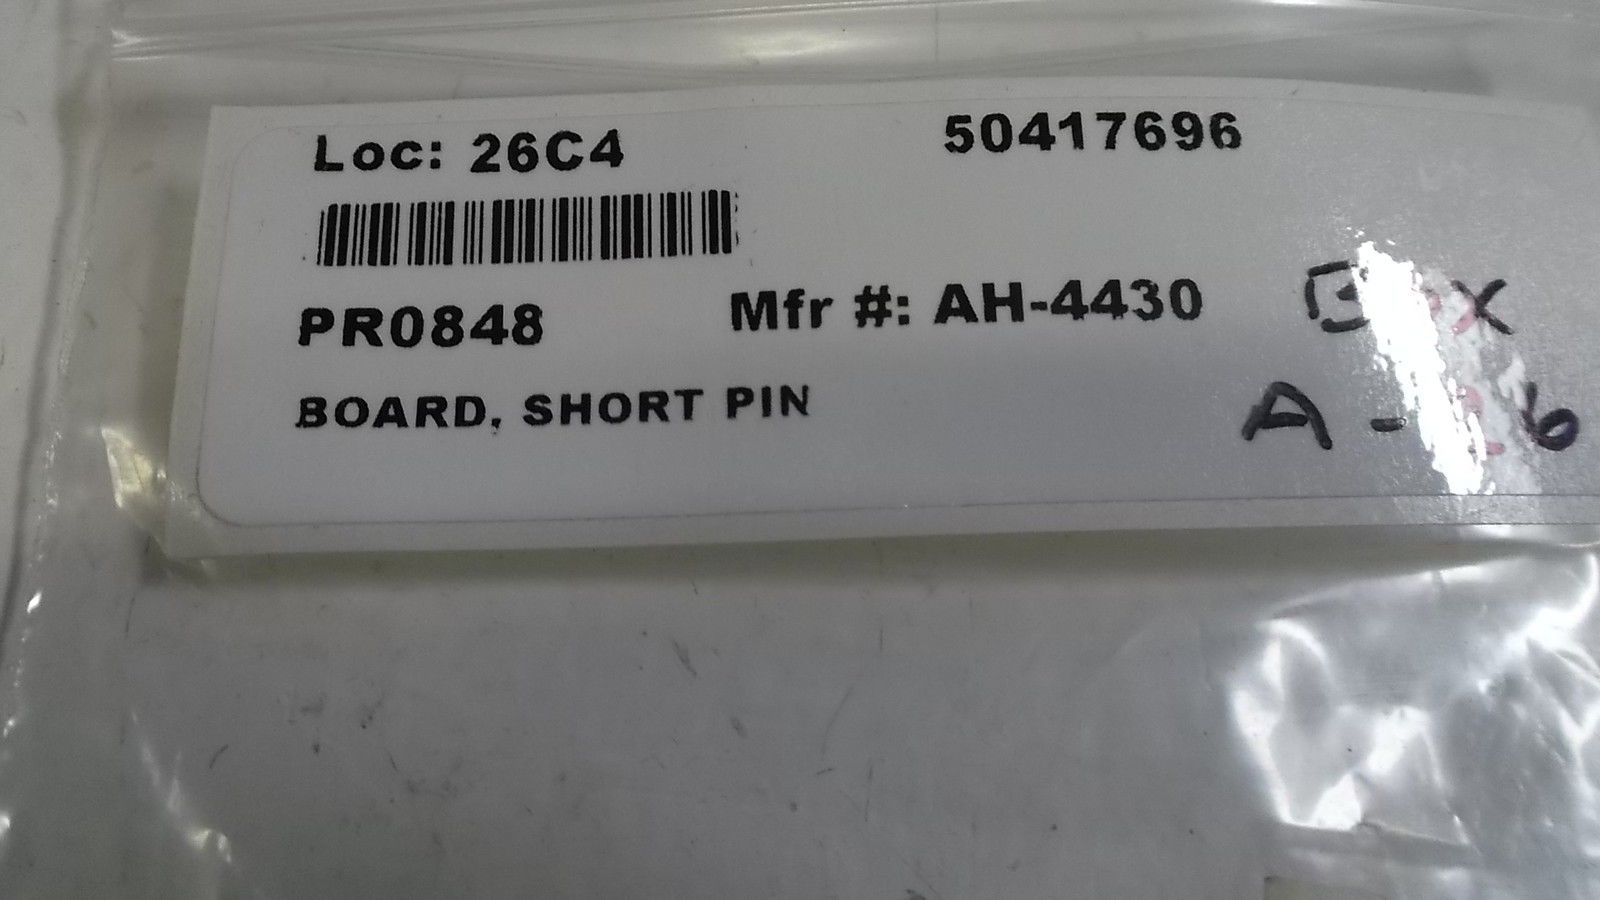 Loc: 26C4
50417696
PR0848
Mfr #: AH-4430
BOARD, SHORT PIN